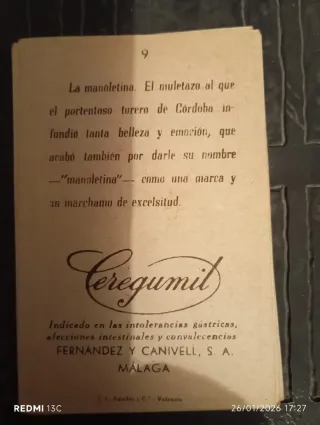 9
La manoletina. El muletazo al que
el portentoso torero de Córdoba in-
fundió tanta belleza y emoción, que
acabó también por darle su nombre
—"manoletina"— como una marca y
un marchamo de excelsitud.
Ceregumil
Indicado en las intolerancias gástricas,
afecciones intestinales y convalecencias
FERNANDEZ Y CANIVELL, S. A.
MÁLAGA
Valencia
REDMI 13C
26/01/2026 17:27